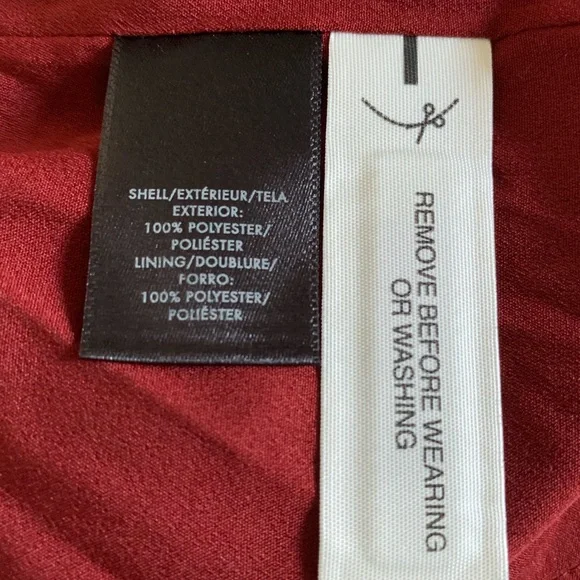 SHELL/EXTÉRIEUR/TELA
EXTERIOR:
100% POLYESTER/
POLIÉSTER
LINING/DOUBLURE/
FORRO:
100% POLYESTER/
POLIÉSTER
REMOVE BEFORE WEARING
OR WASHING